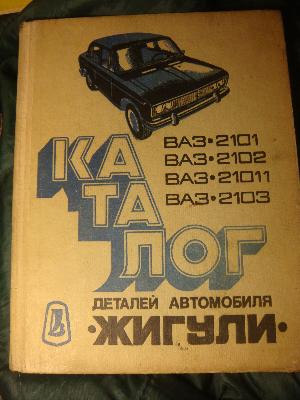 ВАЗ·2101
ВАЗ·2102
ВАЗ·21011
ВАЗ·2103
КА
ТА
ЛОГ
ДЕТАЛЕЙ АВТОМОБИЛЯ
·ЖИГУЛИ·